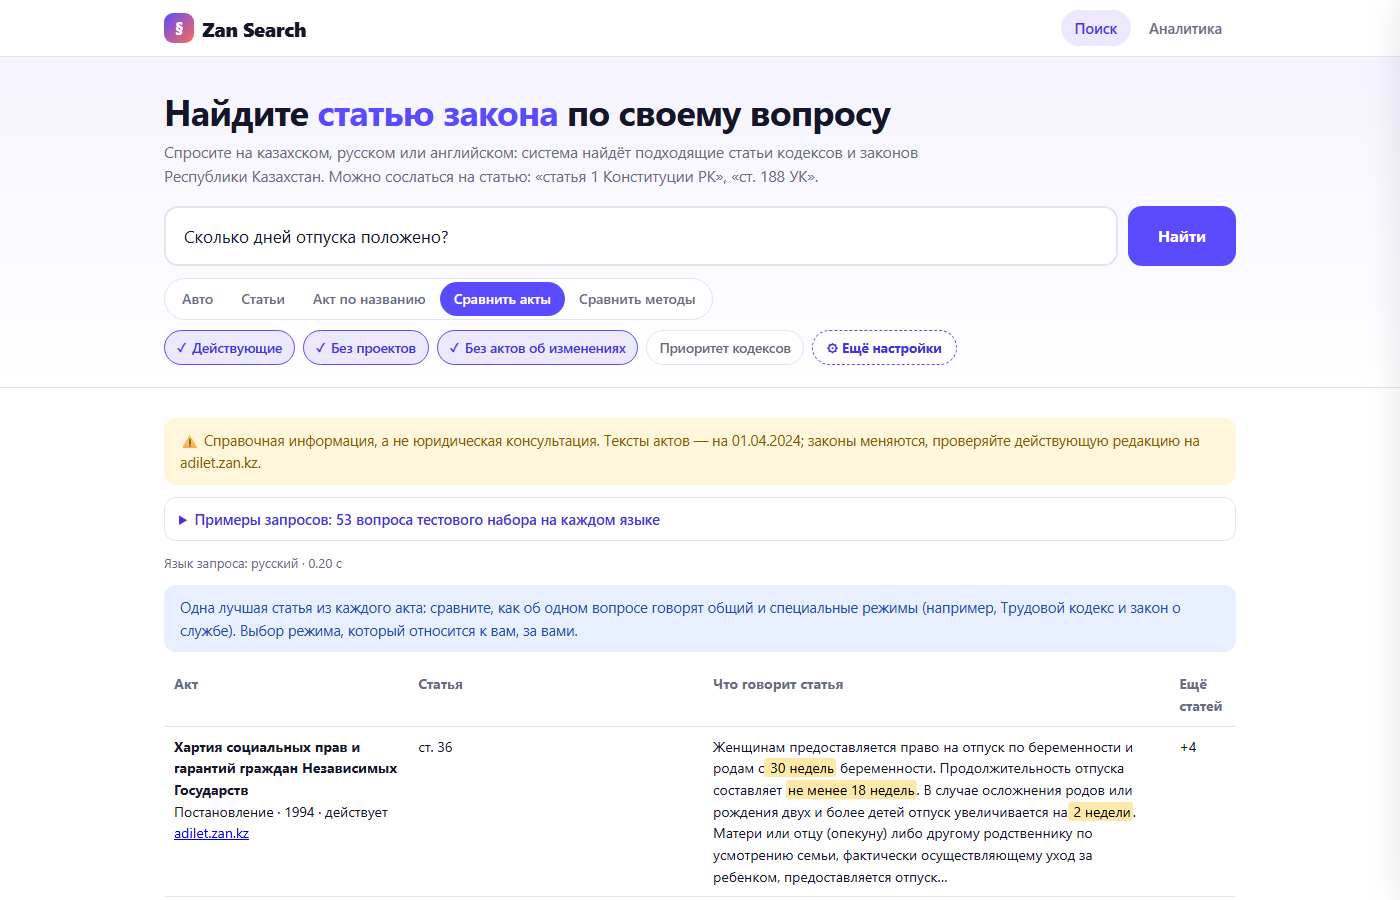 § Zan Search
Поиск
Аналитика
Найдите статью закона по своему вопросу
Спросите на казахском, русском или английском: система найдёт подходящие статьи кодексов и законов
Республики Казахстан. Можно сослаться на статью: «статья 1 Конституции РК», «ст. 188 УК».
Сколько дней отпуска положено?
Найти
Авто
Статьи
Акт по названию
Сравнить акты
Сравнить методы
✓ Действующие
✓ Без проектов
✓ Без актов об изменениях
Приоритет кодексов
⚙ Ещё настройки
⚠ Справочная информация, а не юридическая консультация. Тексты актов — на 01.04.2024; законы меняются, проверяйте действующую редакцию на
adilet.zan.kz.
▶ Примеры запросов: 53 вопроса тестового набора на каждом языке
Язык запроса: русский · 0.20 с
Одна лучшая статья из каждого акта: сравните, как об одном вопросе говорят общий и специальные режимы (например, Трудовой кодекс и закон о
службе). Выбор режима, который относится к вам, за вами.
Акт
Статья
Что говорит статья
Ещё
статей
Хартия социальных прав и
гарантий граждан Независимых
Государств
Постановление · 1994 · действует
adilet.zan.kz
ст. 36
Женщинам предоставляется право на отпуск по беременности и
родам с 30 недель беременности. Продолжительность отпуска
составляет не менее 18 недель. В случае осложнения родов или
рождения двух и более детей отпуск увеличивается на 2 недели.
Матери или отцу (опекуну) либо другому родственнику по
усмотрению семьи, фактически осуществляющему уход за
ребенком, предоставляется отпуск…
+4